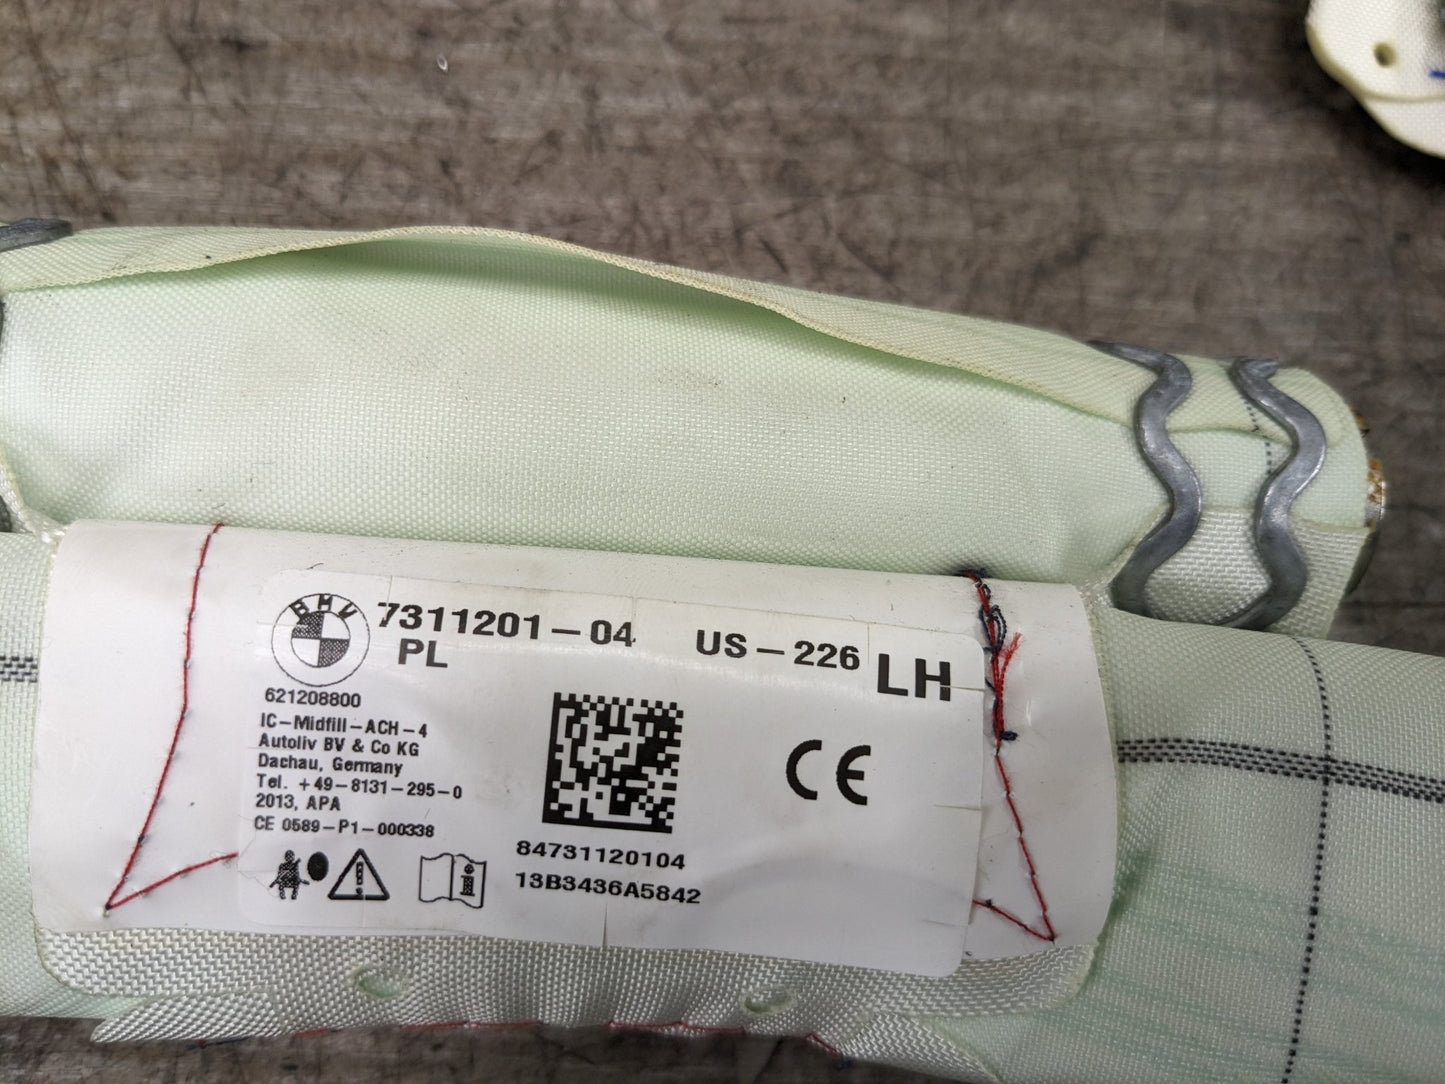 BMW
7311201-04 US-226 LH
PL
621208800
IC-Midfill-ACH-4
Autoliv BV & Co KG
Dachau, Germany
Tel. +49-8131-295-0
2013, APA
CE 0589-P1-000338
CE
84731120104
13B3436A5842